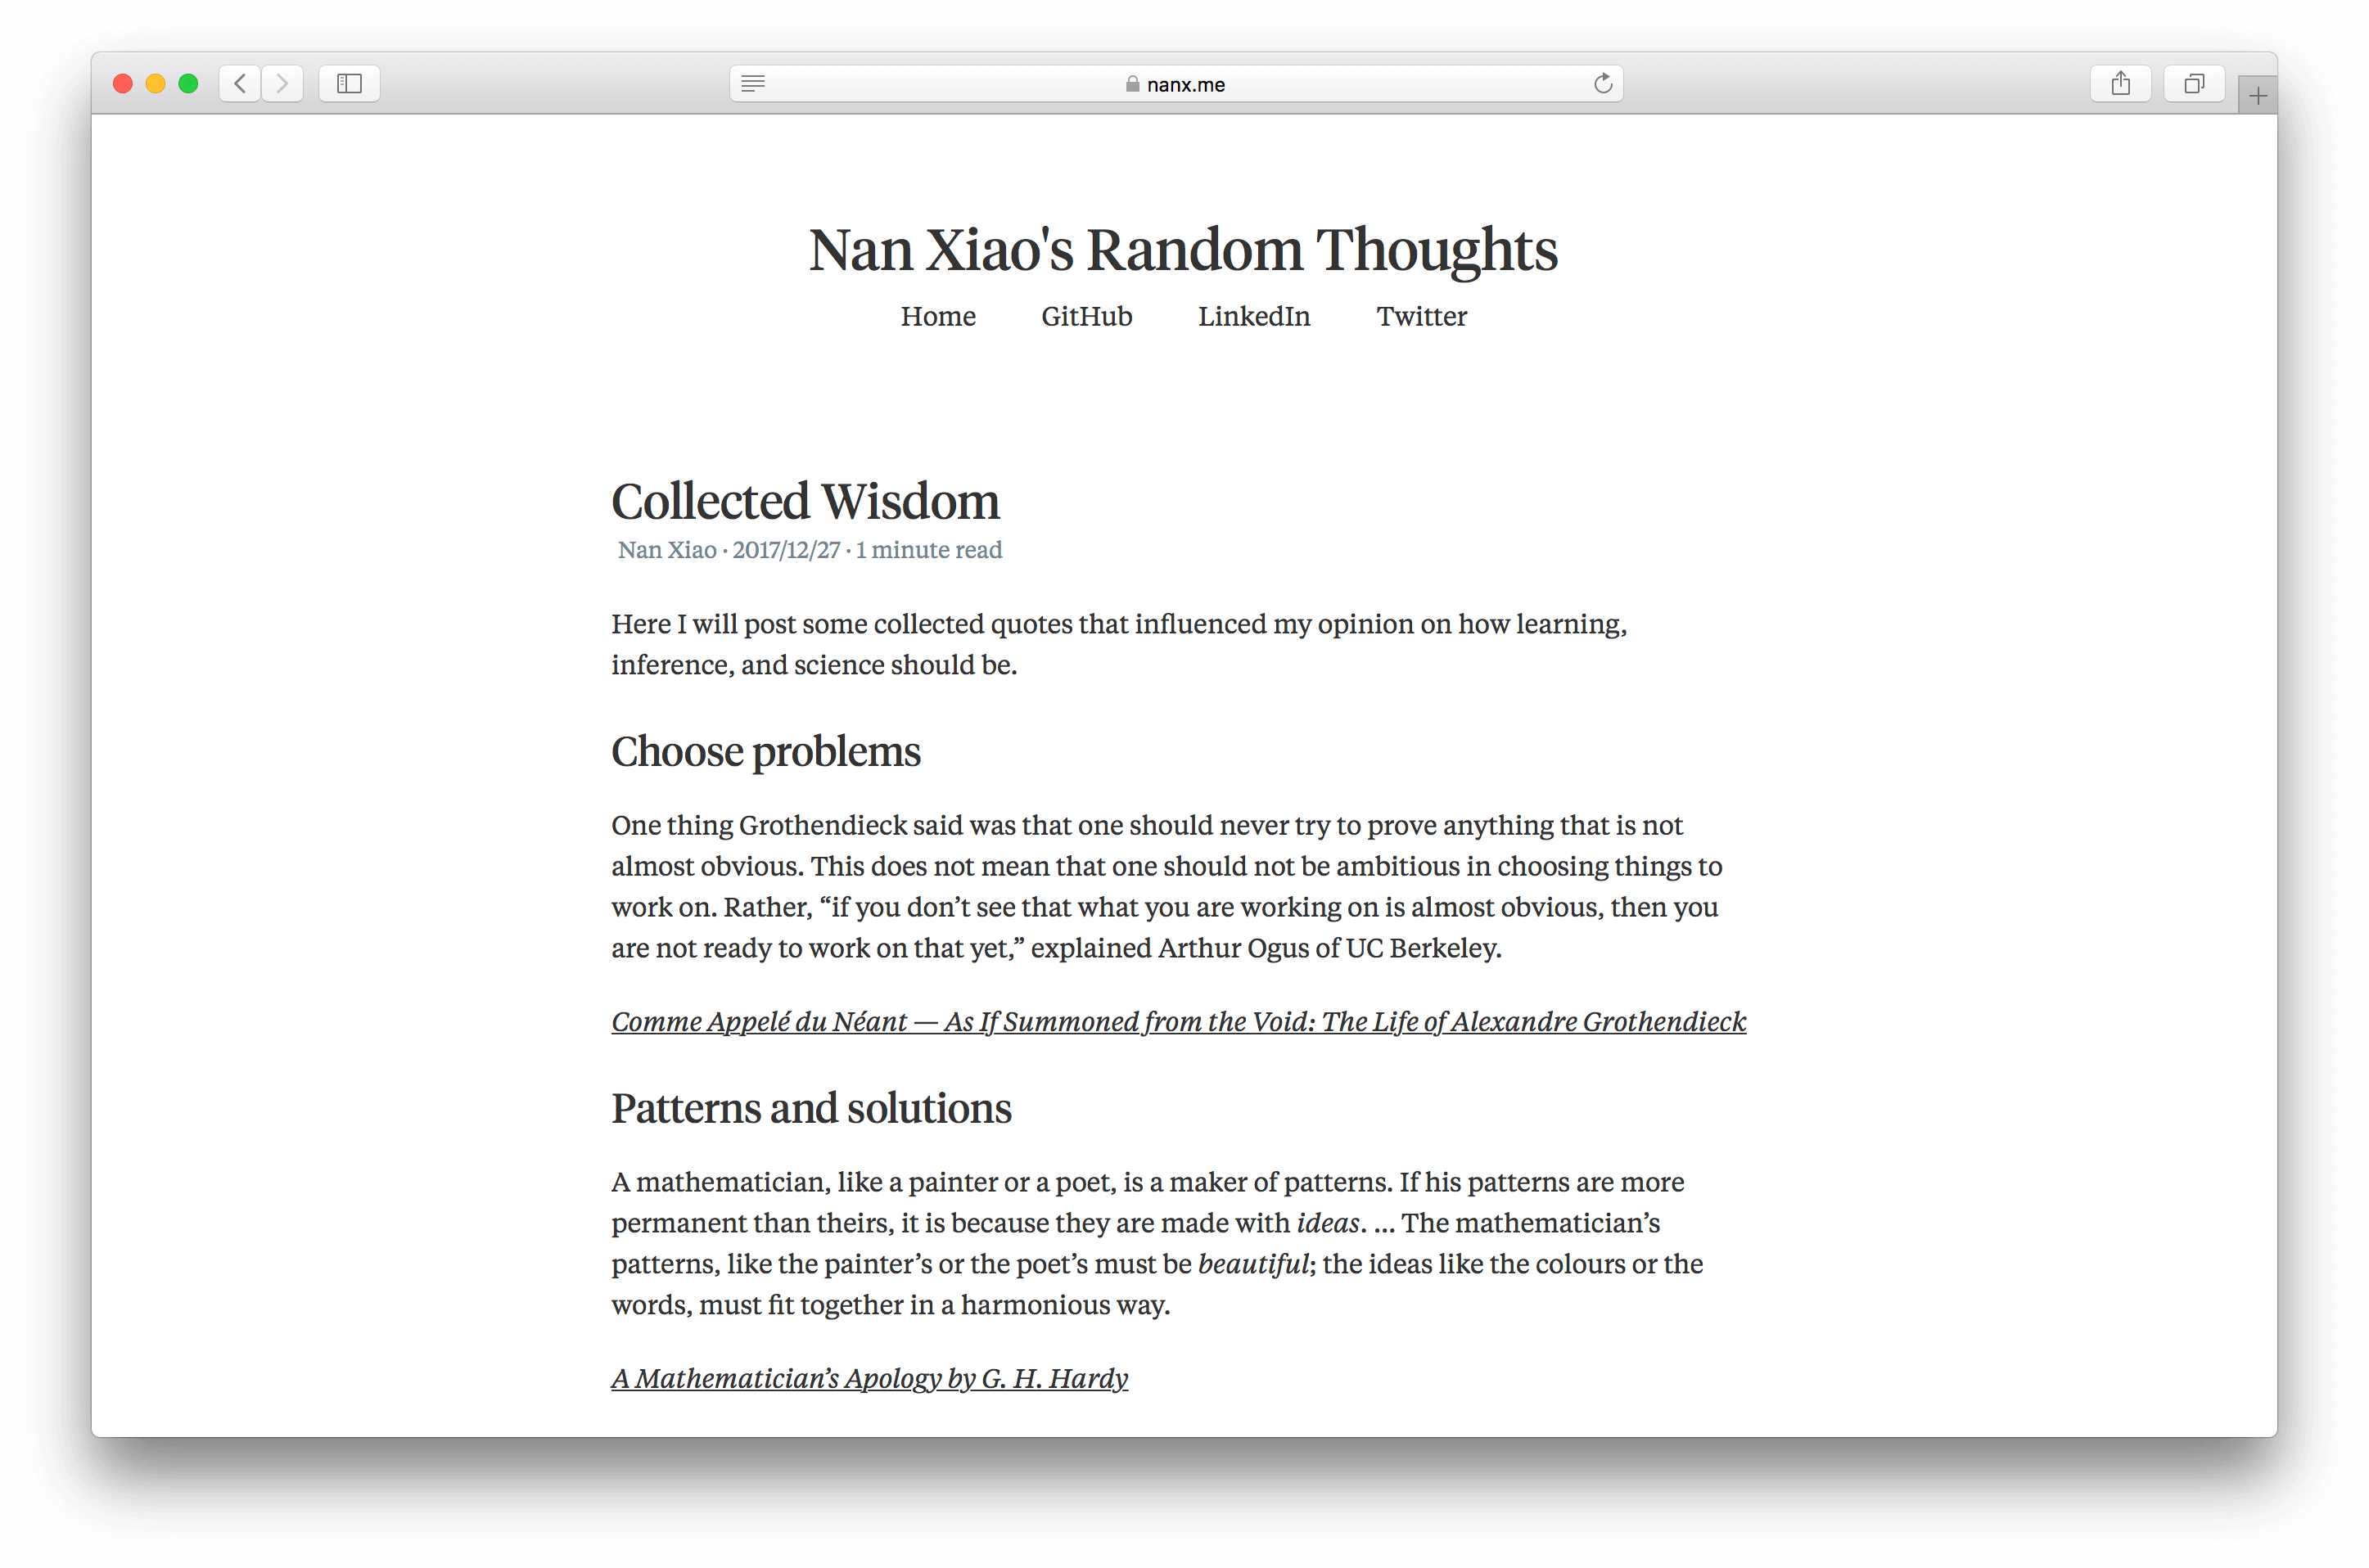 nanx.me
Nan Xiao's Random Thoughts
Home GitHub LinkedIn Twitter
Collected Wisdom
Nan Xiao · 2017/12/27 · 1 minute read
Here I will post some collected quotes that influenced my opinion on how learning,
inference, and science should be.
Choose problems
One thing Grothendieck said was that one should never try to prove anything that is not
almost obvious. This does not mean that one should not be ambitious in choosing things to
work on. Rather, “if you don’t see that what you are working on is almost obvious, then you
are not ready to work on that yet,” explained Arthur Ogus of UC Berkeley.
Comme Appelé du Néant — As If Summoned from the Void: The Life of Alexandre Grothendieck
Patterns and solutions
A mathematician, like a painter or a poet, is a maker of patterns. If his patterns are more
permanent than theirs, it is because they are made with ideas. … The mathematician’s
patterns, like the painter’s or the poet’s must be beautiful; the ideas like the colours or the
words, must fit together in a harmonious way.
A Mathematician’s Apology by G. H. Hardy